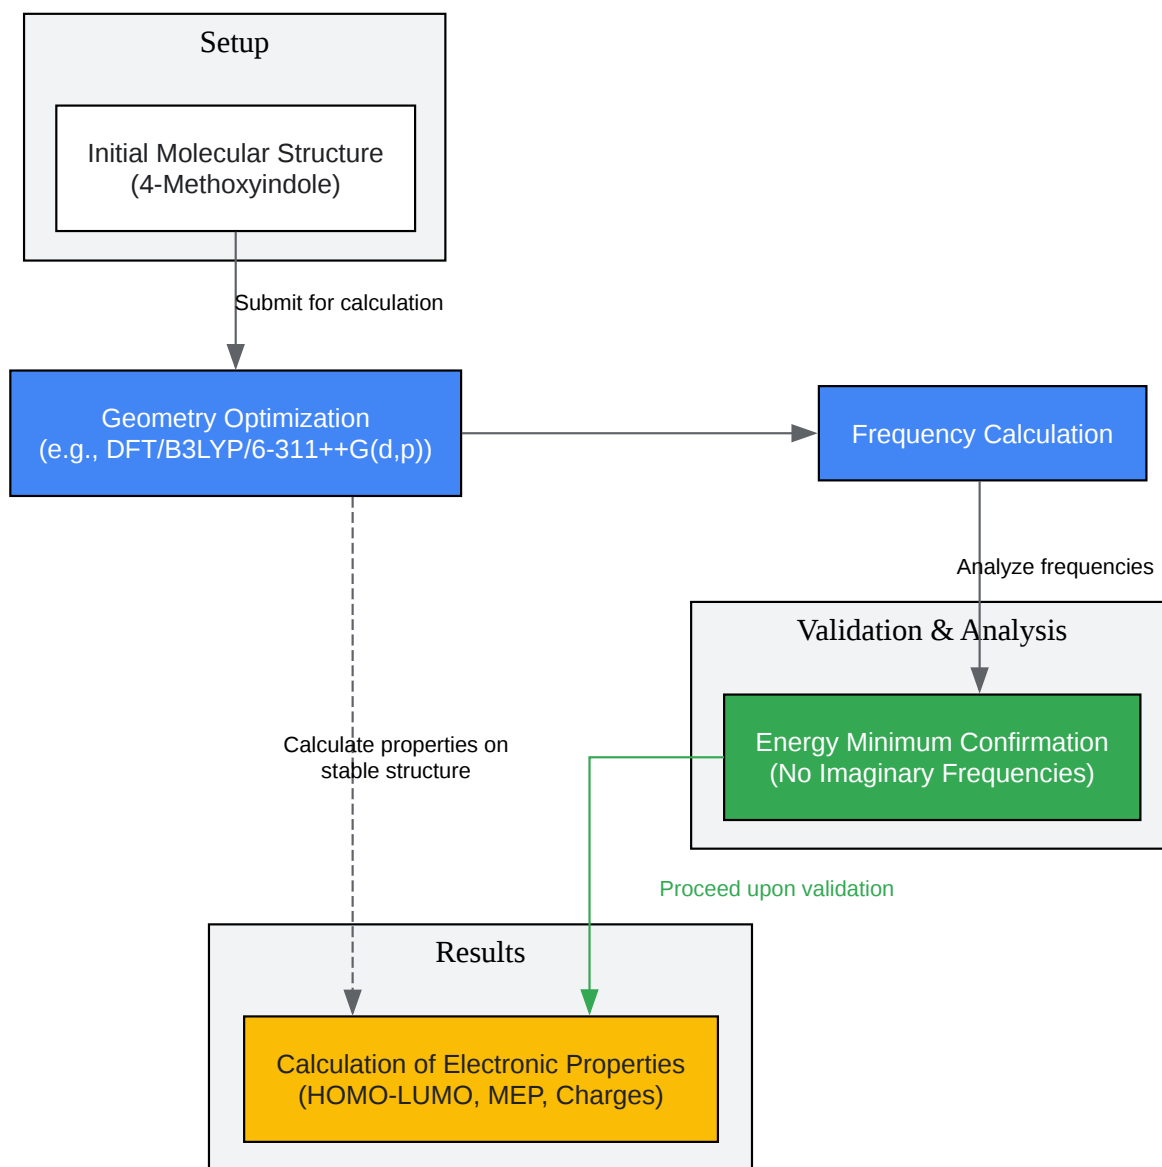 Setup
Initial Molecular Structure
(4-Methoxyindole)
Submit for calculation
Geometry Optimization
(e.g., DFT/B3LYP/6-311++G(d,p))
Frequency Calculation
Analyze frequencies
Validation & Analysis
Energy Minimum Confirmation
(No Imaginary Frequencies)
Calculate properties on
stable structure
Proceed upon validation
Results
Calculation of Electronic Properties
(HOMO-LUMO, MEP, Charges)